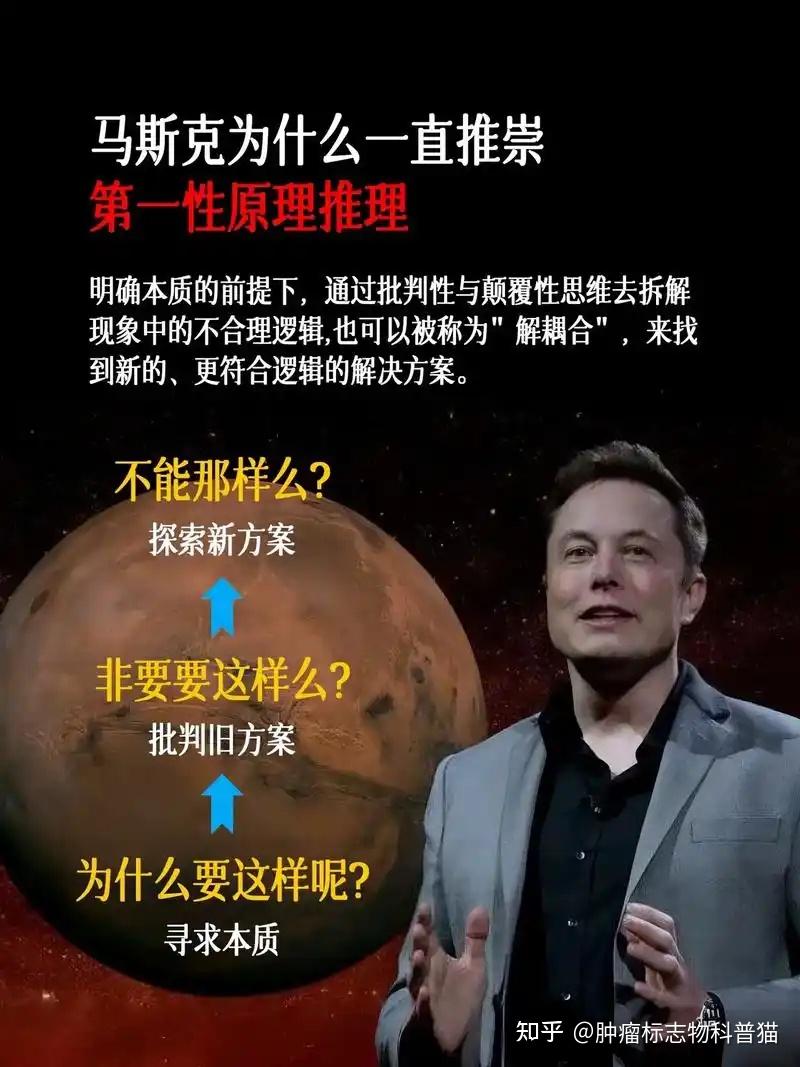 马斯克为什么一直推崇
第一性原理推理
明确本质的前提下，通过批判性与颠覆性思维去拆解
现象中的不合理逻辑,也可以被称为"解耦合"，来找
到新的、更符合逻辑的解决方案。
不能那样么?
探索新方案
非要要这样么?
批判旧方案
为什么要这样呢?
寻求本质
知乎 @肿瘤标志物科普猫